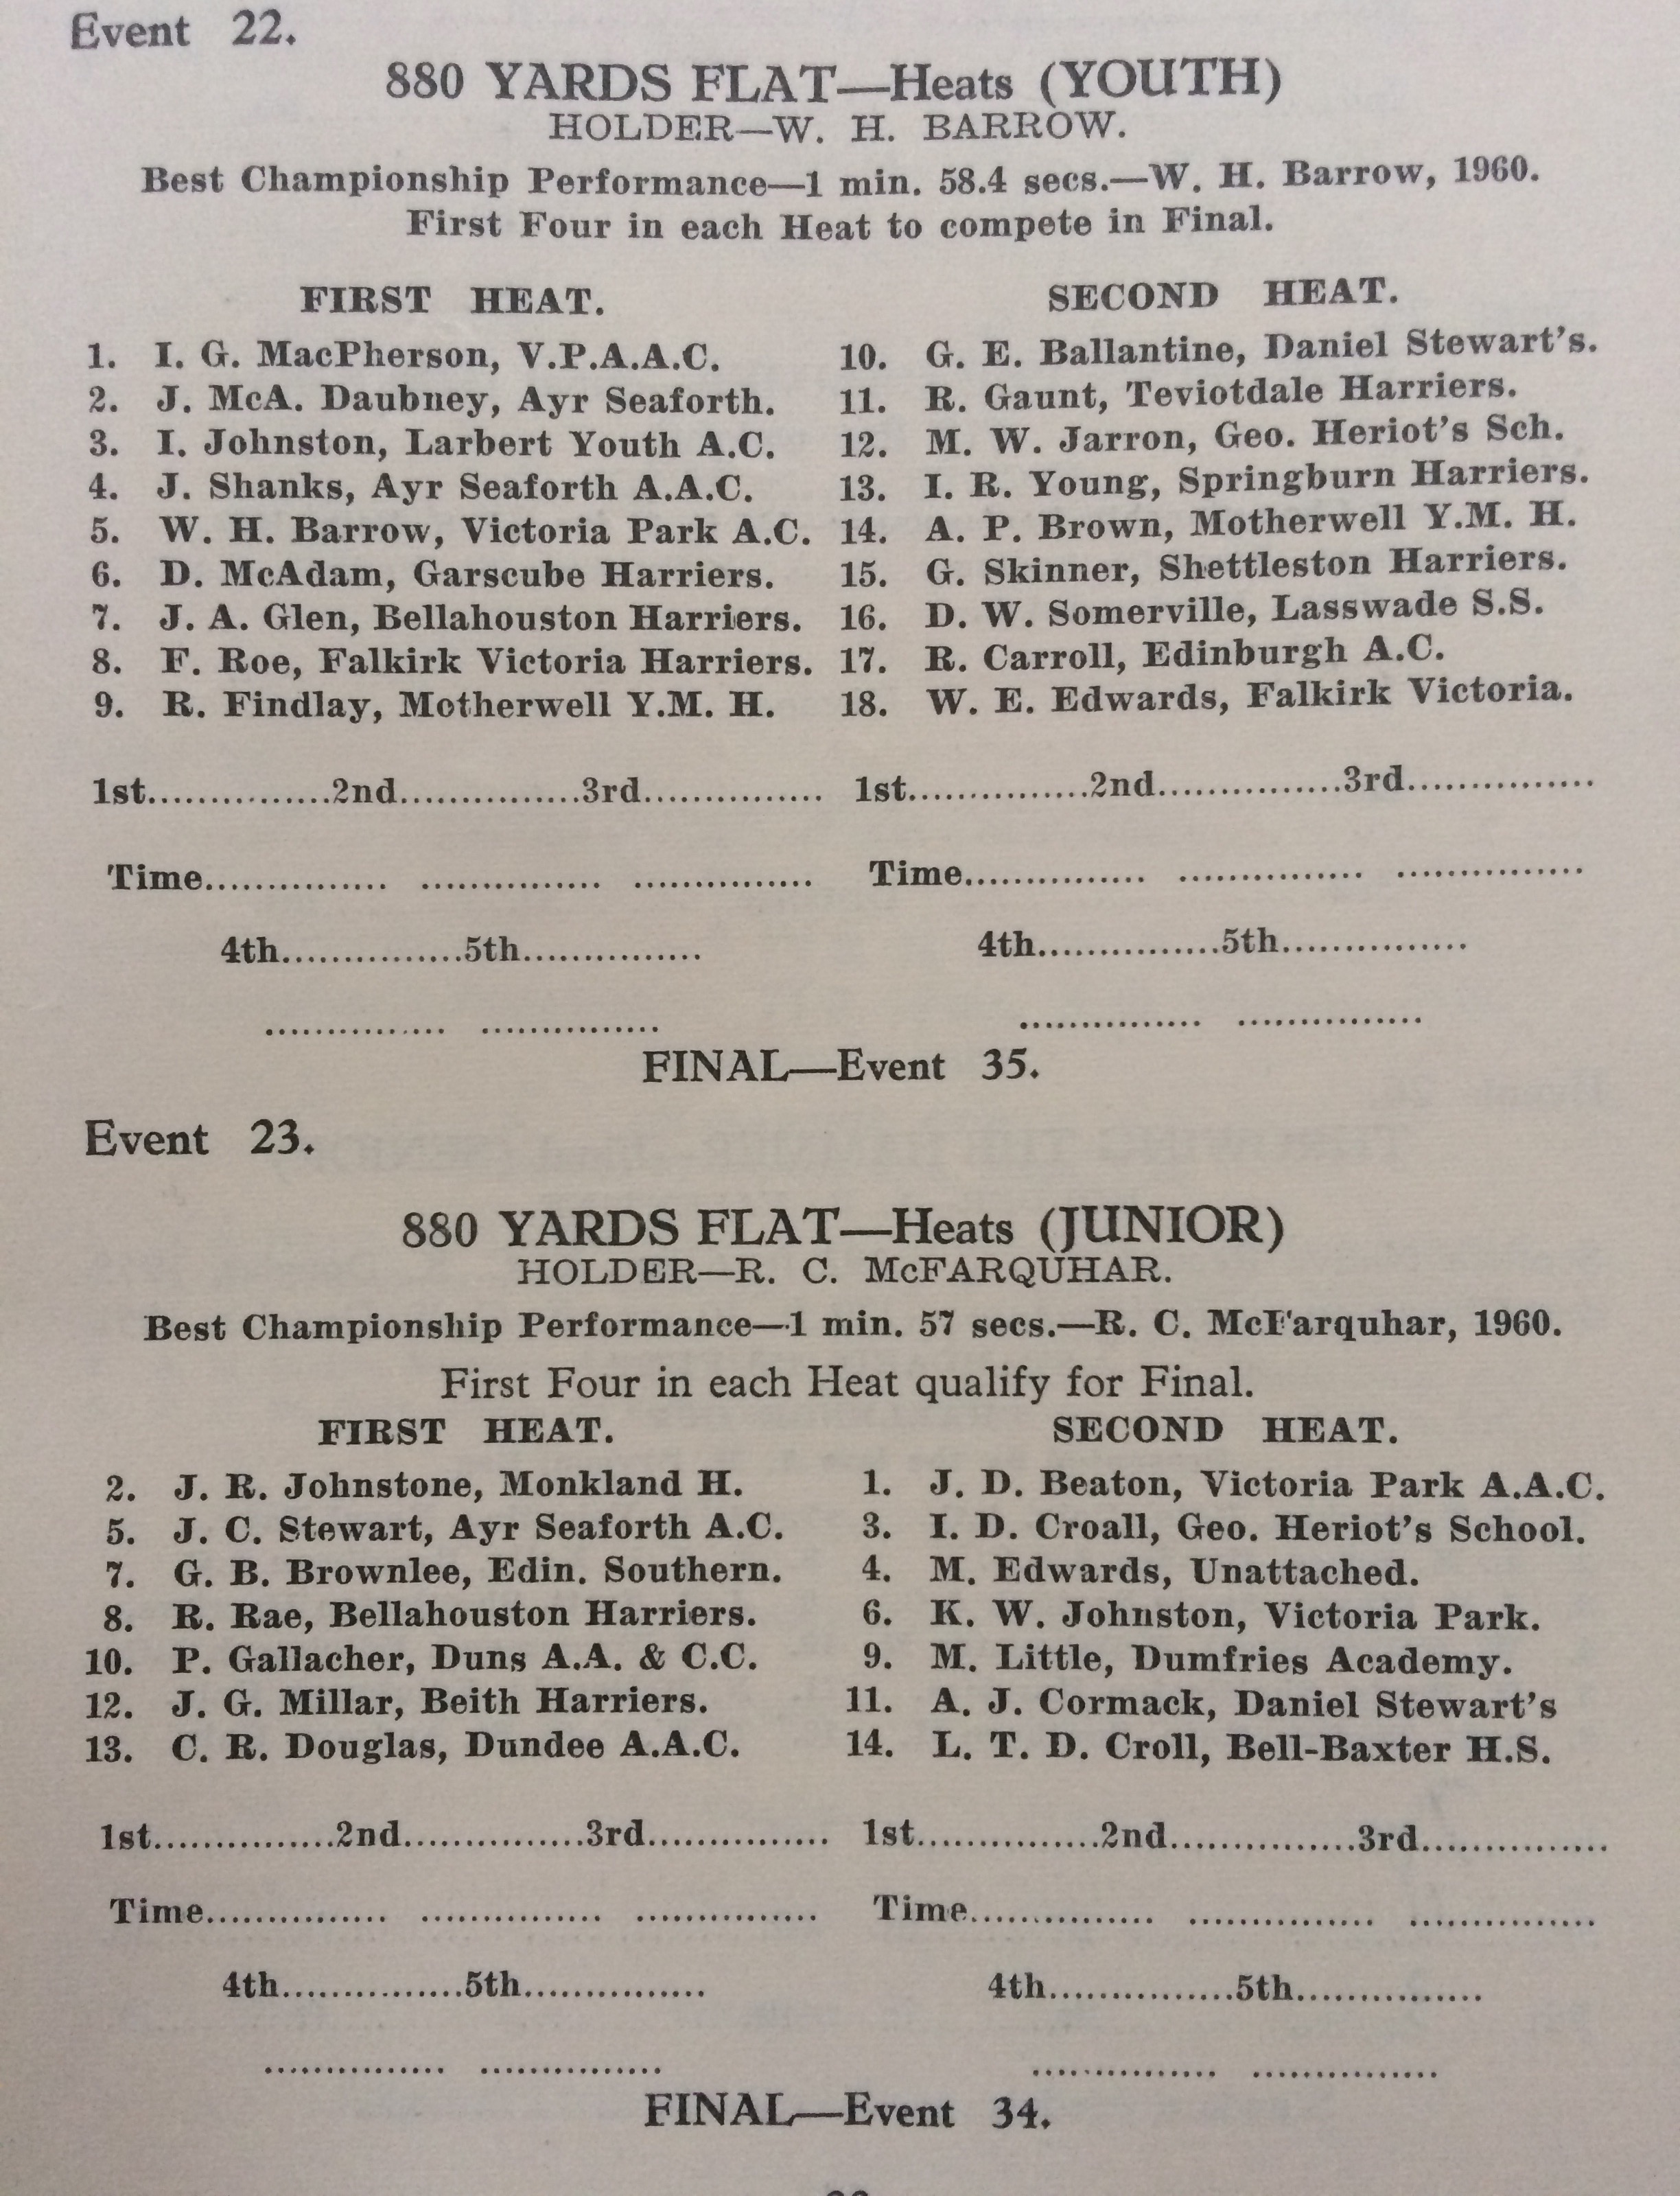 Event 22.
880 YARDS FLAT—Heats (YOUTH)
HOLDER—W. H. BARROW.
Best Championship Performance—1 min. 58.4 secs.—W. H. Barrow, 1960.
First Four in each Heat to compete in Final.
FIRST HEAT.
1. I. G. MacPherson, V.P.A.A.C.
2. J. McA. Daubney, Ayr Seaforth.
3. I. Johnston, Larbert Youth A.C.
4. J. Shanks, Ayr Seaforth A.A.C.
5. W. H. Barrow, Victoria Park A.C.
6. D. McAdam, Garscube Harriers.
7. J. A. Glen, Bellahouston Harriers.
8. F. Roe, Falkirk Victoria Harriers.
9. R. Findlay, Motherwell Y.M. H.
1st...............2nd...............3rd...............
Time............... ............... ...............
4th...............5th...............
............... ...............
SECOND HEAT.
10. G. E. Ballantine, Daniel Stewart's.
11. R. Gaunt, Teviotdale Harriers.
12. M. W. Jarron, Geo. Heriot's Sch.
13. I. R. Young, Springburn Harriers.
14. A. P. Brown, Motherwell Y.M. H.
15. G. Skinner, Shettleston Harriers.
16. D. W. Somerville, Lasswade S.S.
17. R. Carroll, Edinburgh A.C.
18. W. E. Edwards, Falkirk Victoria.
1st...............2nd...............3rd...............
Time............... ............... ...............
4th...............5th...............
............... ...............
FINAL—Event 35.
Event 23.
880 YARDS FLAT—Heats (JUNIOR)
HOLDER—R. C. McFARQUHAR.
Best Championship Performance—1 min. 57 secs.—R. C. McFarquhar, 1960.
First Four in each Heat qualify for Final.
FIRST HEAT.
2. J. R. Johnstone, Monkland H.
5. J. C. Stewart, Ayr Seaforth A.C.
7. G. B. Brownlee, Edin. Southern.
8. R. Rae, Bellahouston Harriers.
10. P. Gallacher, Duns A.A. & C.C.
12. J. G. Millar, Beith Harriers.
13. C. R. Douglas, Dundee A.A.C.
1st...............2nd...............3rd...............
Time............... ............... ...............
4th...............5th...............
............... ...............
SECOND HEAT.
1. J. D. Beaton, Victoria Park A.A.C.
3. I. D. Croall, Geo. Heriot's School.
4. M. Edwards, Unattached.
6. K. W. Johnston, Victoria Park.
9. M. Little, Dumfries Academy.
11. A. J. Cormack, Daniel Stewart's
14. L. T. D. Croll, Bell-Baxter H.S.
1st...............2nd...............3rd...............
Time............... ............... ...............
4th...............5th...............
............... ...............
FINAL—Event 34.